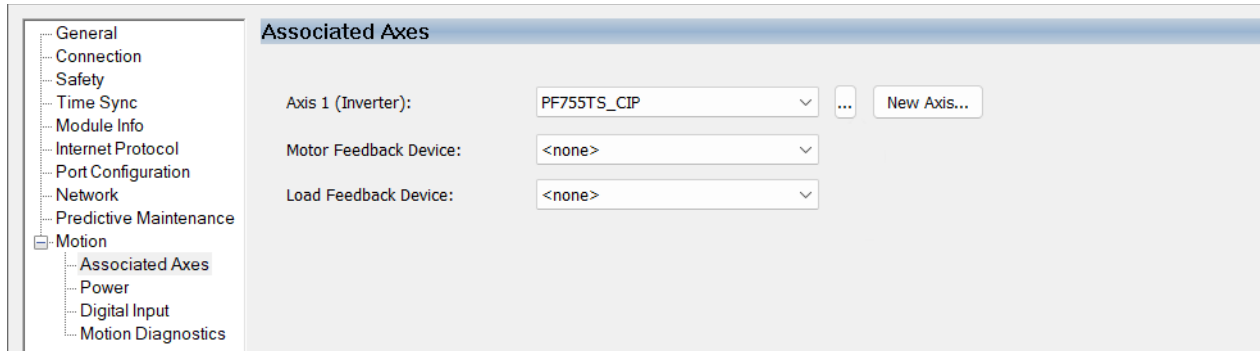 General
Connection
Safety
Time Sync
Module Info
Internet Protocol
Port Configuration
Network
Predictive Maintenance
Motion
Associated Axes
Power
Digital Input
Motion Diagnostics
Associated Axes
Axis 1 (Inverter): PF755TS_CIP ... New Axis...
Motor Feedback Device: <none>
Load Feedback Device: <none>